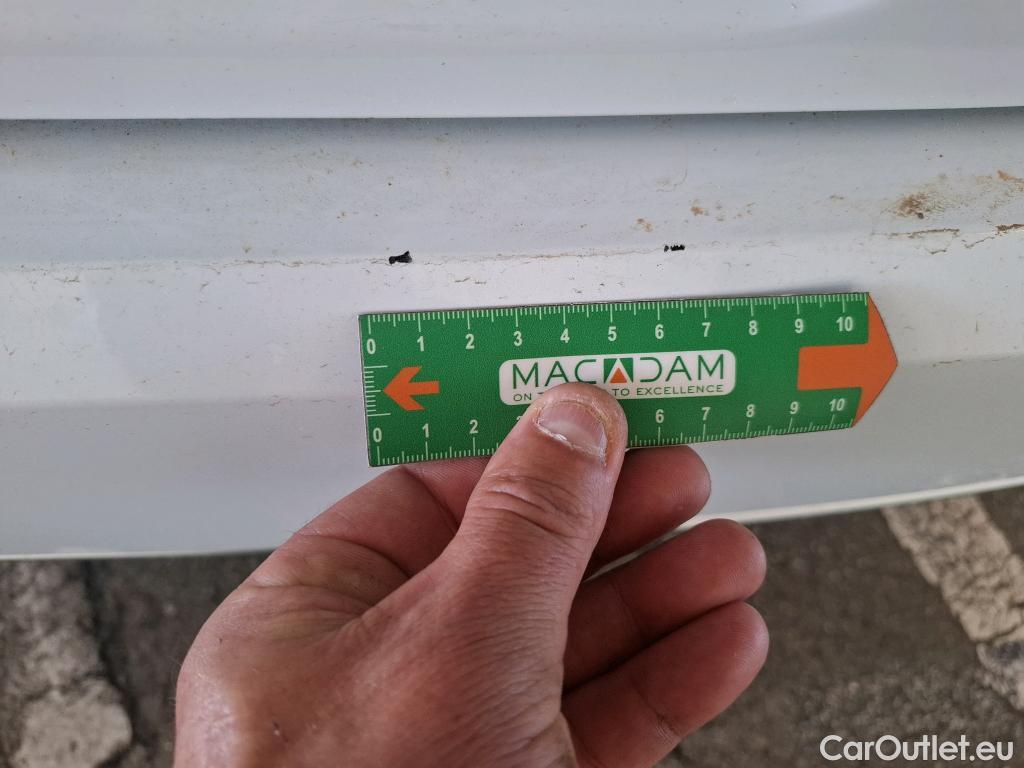 0 1 2 3 4 5 6 7 8 9 10
MACADAM
ON T TO EXCELLENCE
0 1 2 6 7 8 9 10
CarOutlet.eu